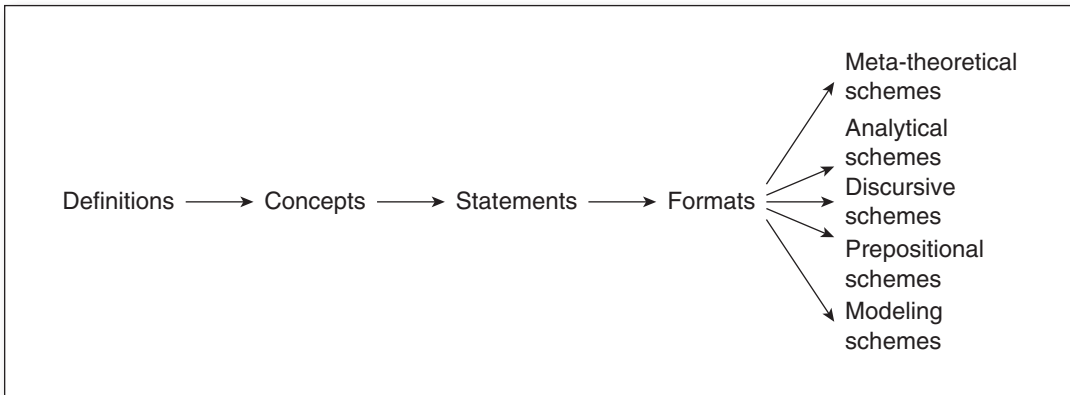 Meta-theoretical
schemes
Analytical
schemes
Definitions
Concepts
Statements
Formats
Discursive
schemes
Prepositional
schemes
Modeling
schemes